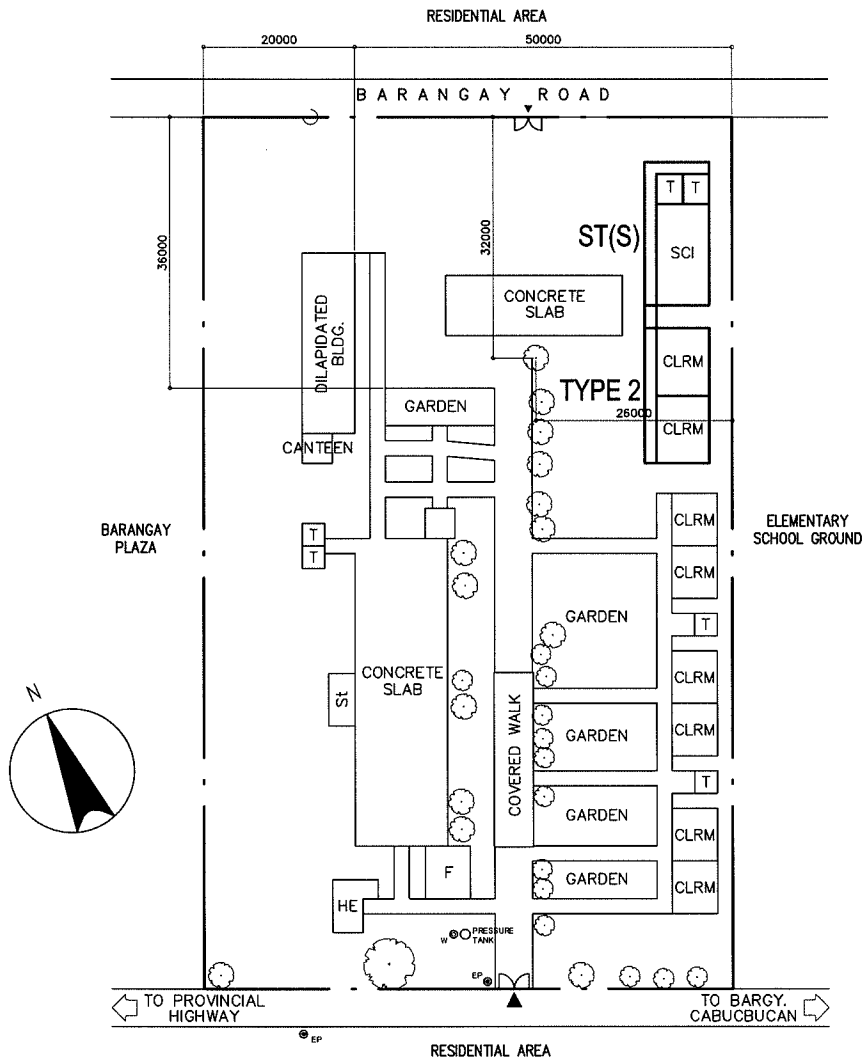 RESIDENTIAL AREA
20000
50000
BARANGAY ROAD
36000
32000
T T
ST(S)
SCI
CONCRETE
SLAB
DILAPIDATED
BLDG.
CLRM
TYPE 2
26000
GARDEN
CLRM
CANTEEN
BARANGAY
PLAZA
T
T
CLRM
ELEMENTARY
SCHOOL GROUND
CLRM
GARDEN
T
CONCRETE
SLAB
St
CLRM
N
COVERED WALK
CLRM
GARDEN
T
GARDEN
CLRM
F
GARDEN
CLRM
HE
W
PRESSURE
TANK
EP
TO PROVINCIAL
HIGHWAY
TO BARGY.
CABUCBUCAN
EP
RESIDENTIAL AREA